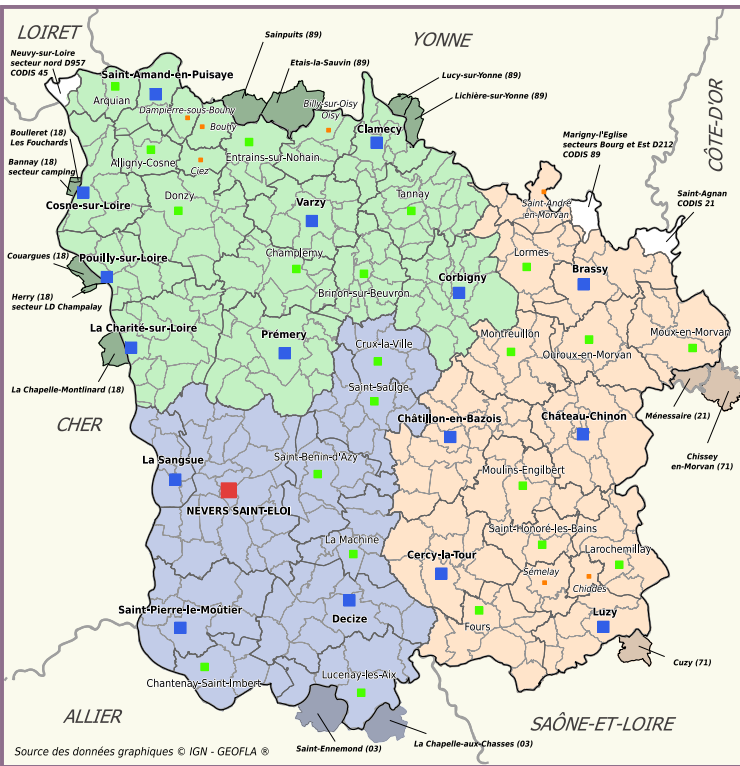 LOIRET
YONNE
Neuvy-sur-Loire
secteur nord D957
CODIS 45
Sainpuits (89)
Etais-la-Sauvin (89)
Lucy-sur-Yonne (89)
Lichière-sur-Yonne (89)
CÔTE-D'OR
Saint-Amand-en-Puisaye
Arquian
Dampierre-sous-Bouhy
Bouhy
Billy-sur-Oisy
Oisy
Clamecy
Boulleret (18)
Les Fouchards
Marigny-l'Eglise
secteurs Bourg et Est D212
CODIS 89
Alligny-Cosne
Ciez
Entrains-sur-Nohain
Bannay (18)
secteur camping
Saint-Agnan
CODIS 21
Cosne-sur-Loire
Donzy
Varzy
Tannay
Saint-André
en-Morvan
Couargues (18)
Pouilly-sur-Loire
Champlemy
Brinon-sur-Beuvron
Corbigny
Lormes
Brassy
Herry (18)
secteur LD Champalay
La Charité-sur-Loire
Prémery
Crux-la-Ville
Montreuillon
Ouroux-en-Morvan
Moux-en-Morvan
La Chapelle-Montlinard (18)
Saint-Saulge
CHER
Châtillon-en-Bazois
Château-Chinon
Ménessaire (21)
Chissey
en-Morvan (71)
La Sangsue
Saint-Benin-d'Azy
Moulins-Engilbert
NEVERS SAINT-ELOI
La Machine
Saint-Honoré-les-Bains
Cercy-la-Tour
Larochemillay
Sémelay
Chiddes
Saint-Pierre-le-Moûtier
Decize
Fours
Luzy
Chantenay-Saint-Imbert
Lucenay-les-Aix
Cuzy (71)
ALLIER
SAÔNE-ET-LOIRE
Saint-Ennemond (03)
La Chapelle-aux-Chasses (03)
Source des données graphiques © IGN - GEOFLA ®